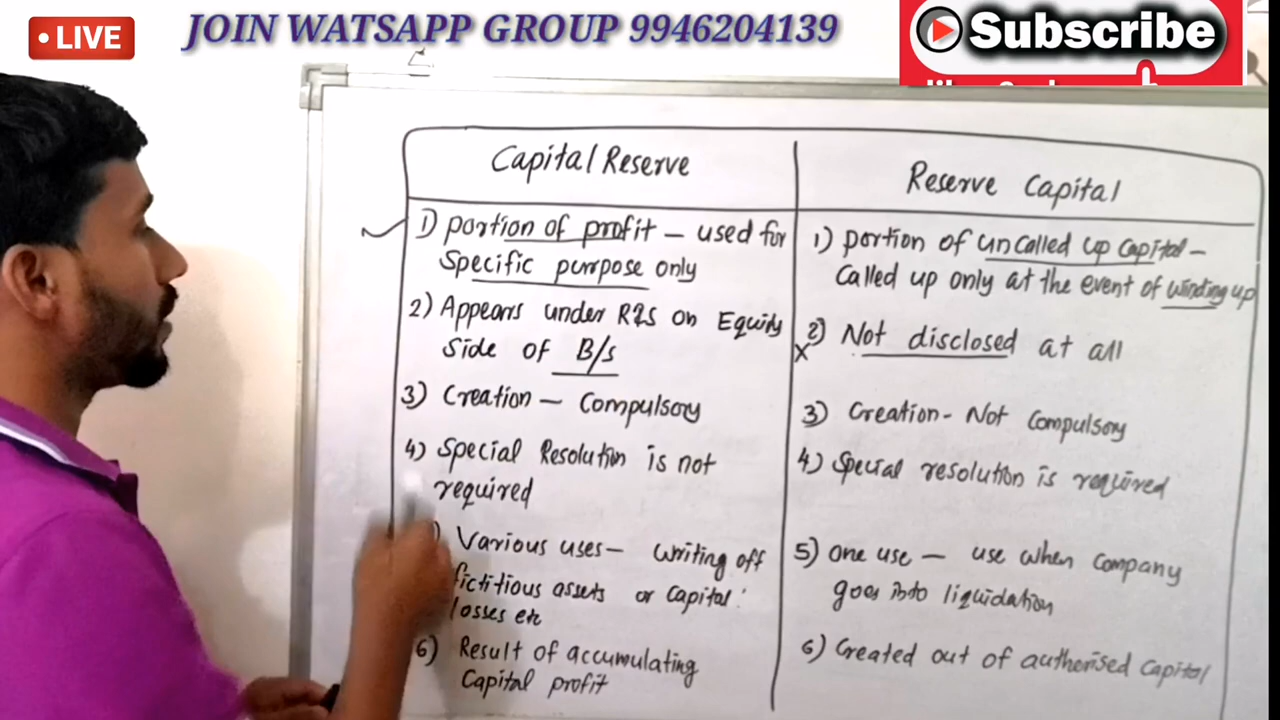 LIVE
JOIN WATSAPP GROUP 9946204139
Subscribe
Capital Reserve
1) portion of profit – used for
Specific purpose only
2) Appears under R&S on Equity
Side of B/s
3) Creation – Compulsory
4) Special Resolution is not
required
Various uses – Writing off
fictitious assets or Capital
losses etc
6) Result of accumulating
Capital profit
Reserve Capital
1) portion of uncalled up capital –
Called up only at the event of winding up
2) Not disclosed at all
x
3) Creation - Not Compulsory
4) Special resolution is required
5) One use – use when Company
goes into liquidation
6) Created out of authorised Capital